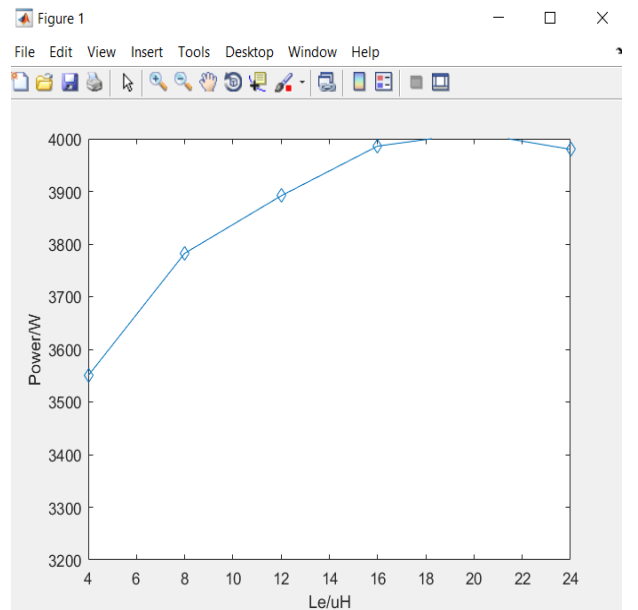 Figure 1
File Edit View Insert Tools Desktop Window Help
4000
3900
3800
3700
3600
3500
3400
3300
3200
Power/W
4 6 8 10 12 14 16 18 20 22 24
Le/uH